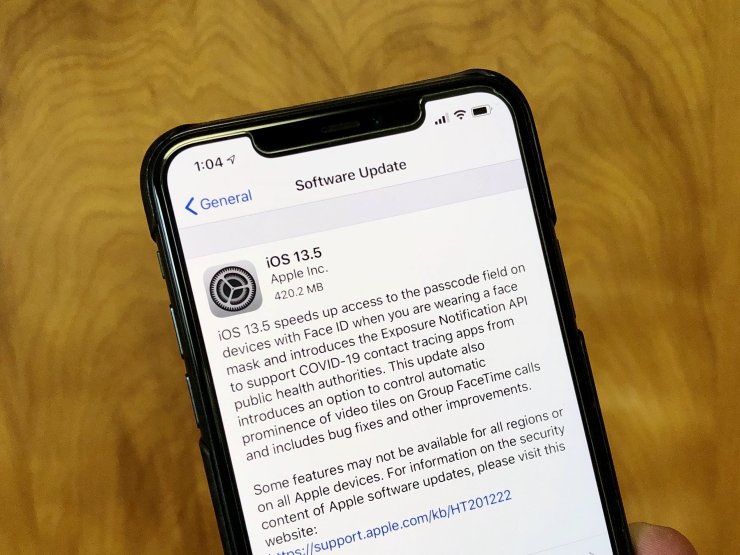 1:04
General
Software Update
iOS 13.5
Apple Inc.
420.2 MB
iOS 13.5 speeds up access to the passcode field on
devices with Face ID when you are wearing a face
mask and introduces the Exposure Notification API
to support COVID-19 contact tracing apps from
public health authorities. This update also
introduces an option to control automatic
prominence of video tiles on Group FaceTime calls
and includes bug fixes and other improvements.
Some features may not be available for all regions or
on all Apple devices. For information on the security
content of Apple software updates, please visit this
website:
https://support.apple.com/kb/HT201222